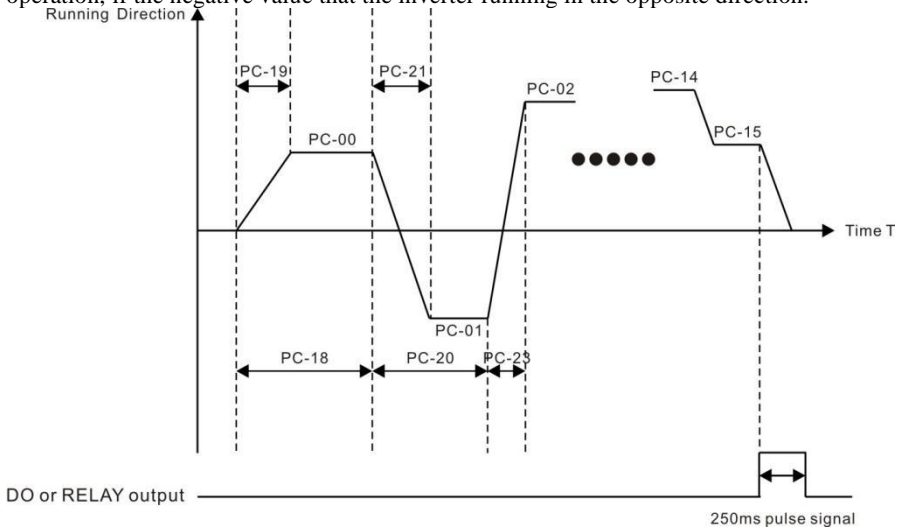 operation, if the negative value that the inverter running in the opposite direction.
Running Direction
PC-19
PC-21
PC-00
PC-02
PC-14
PC-15
Time T
PC-01
PC-18
PC-20
PC-23
DO or RELAY output
250ms pulse signal